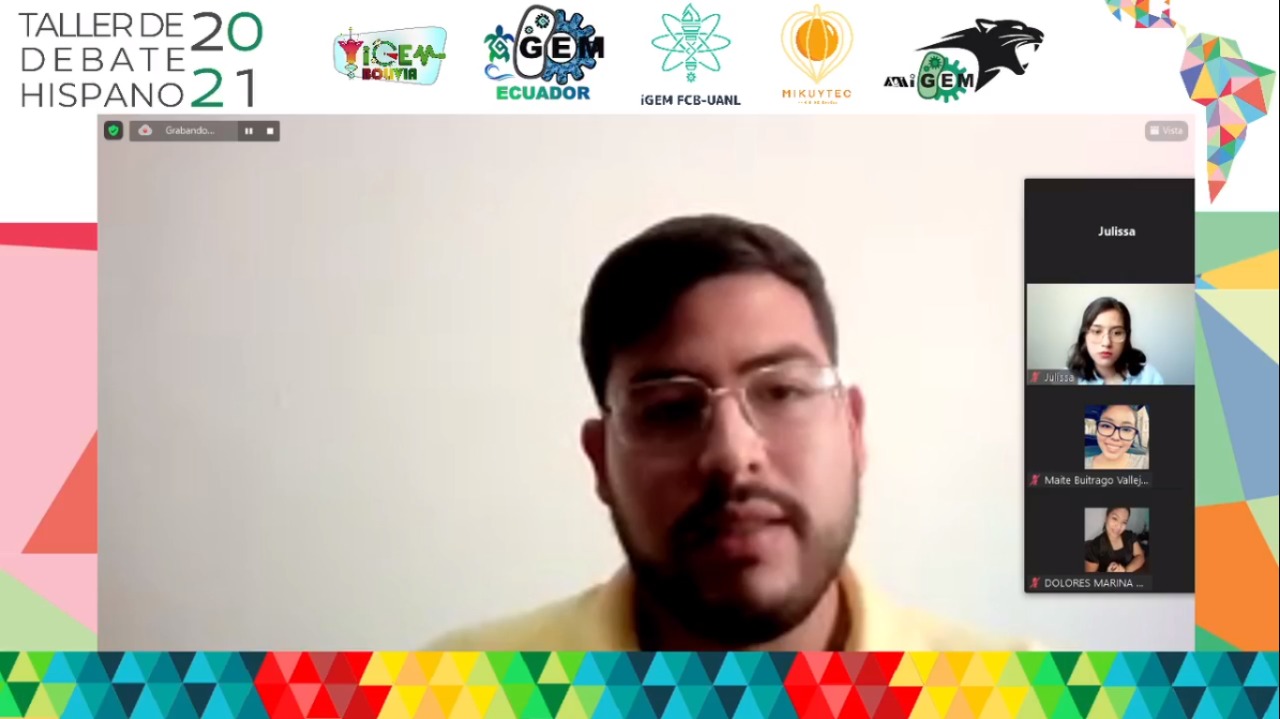 TALLER DE
DEBATE
HISPANO
20
21
iGEM
BOLIVIA
iGEM
ECUADOR
iGEM FCB-UANL
MIKUYTEC
iGEM
Grabando...
Vista
Julissa
Julissa
Maite Buitrago Vallej...
DOLORES MARINA ...